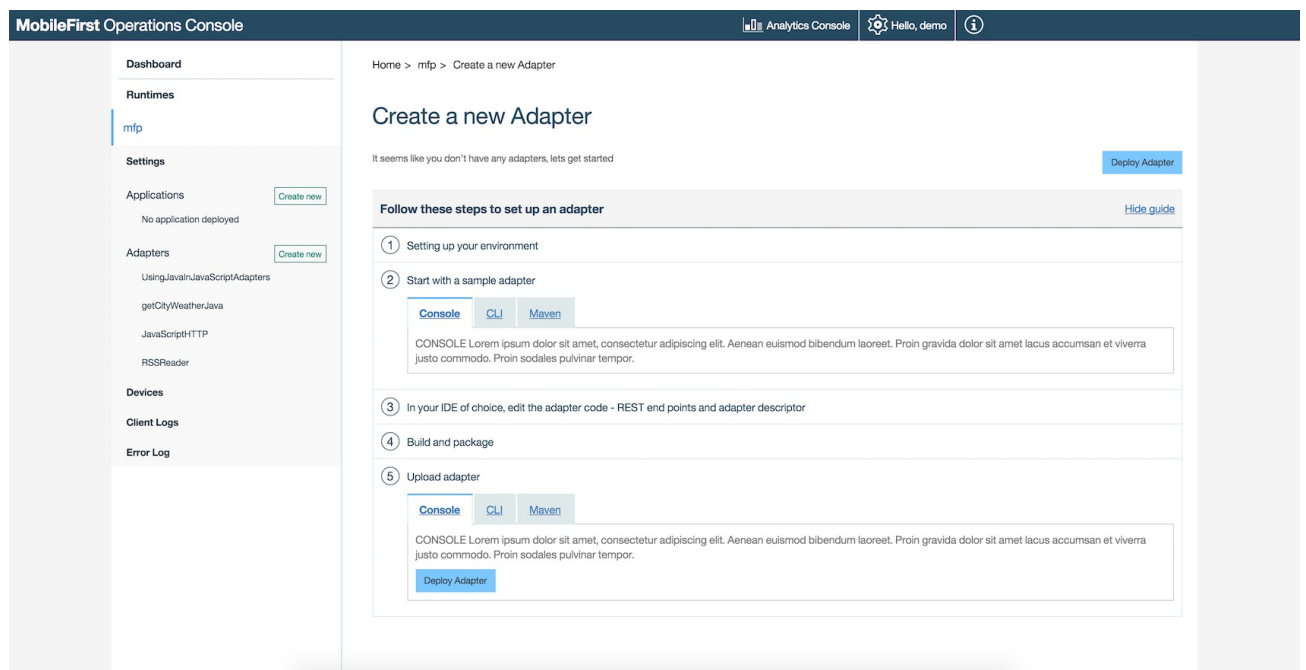 MobileFirst Operations Console
Analytics Console
Hello, demo
Dashboard
Runtimes
mfp
Settings
Applications
Create new
No application deployed
Adapters
Create new
UsingJavaInJavaScriptAdapters
getCityWeatherJava
JavaScriptHTTP
RSSReader
Devices
Client Logs
Error Log
Home > mfp > Create a new Adapter
Create a new Adapter
It seems like you don't have any adapters, lets get started
Deploy Adapter
Follow these steps to set up an adapter
Hide guide
1 Setting up your environment
2 Start with a sample adapter
Console CLI Maven
CONSOLE Lorem ipsum dolor sit amet, consectetur adipiscing elit. Aenean euismod bibendum laoreet. Proin gravida dolor sit amet lacus accumsan et viverra
justo commodo. Proin sodales pulvinar tempor.
3 In your IDE of choice, edit the adapter code - REST end points and adapter descriptor
4 Build and package
5 Upload adapter
Console CLI Maven
CONSOLE Lorem ipsum dolor sit amet, consectetur adipiscing elit. Aenean euismod bibendum laoreet. Proin gravida dolor sit amet lacus accumsan et viverra
justo commodo. Proin sodales pulvinar tempor.
Deploy Adapter